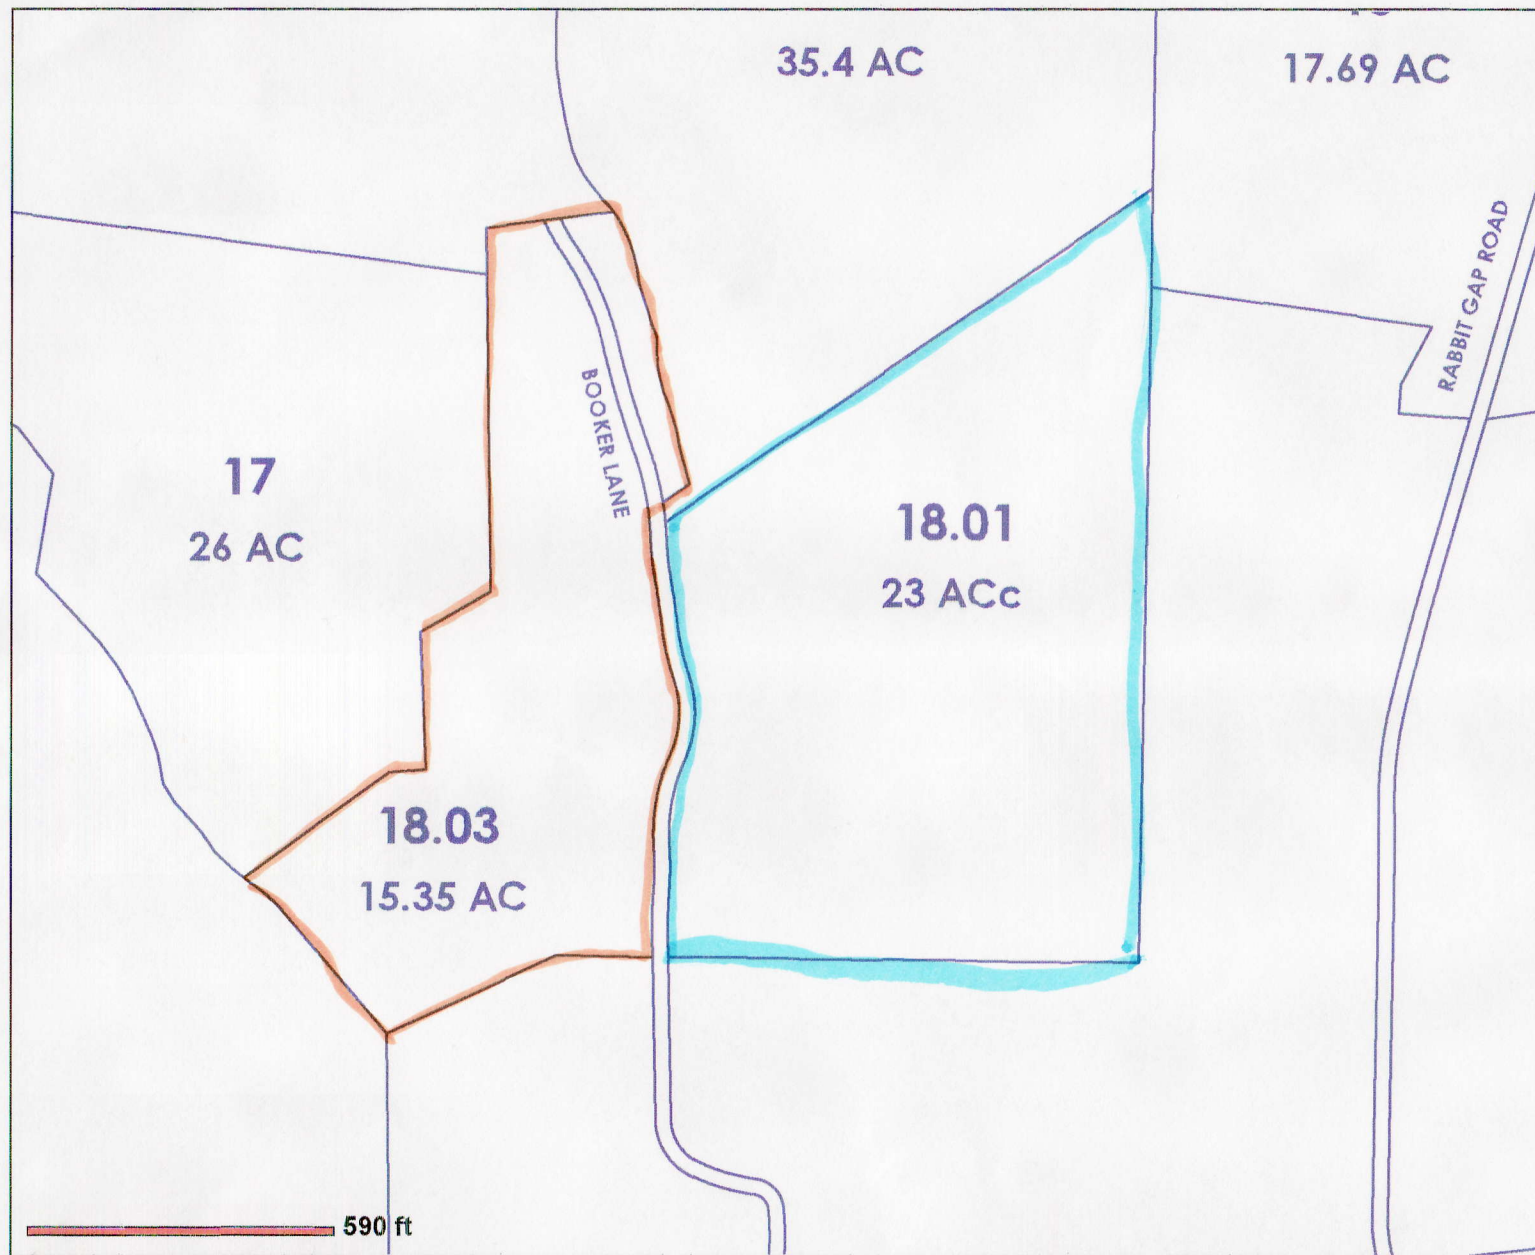 35.4 AC
17.69 AC
RABBIT GAP ROAD
BOOKER LANE
17
26 AC
18.01
23 ACc
18.03
15.35 AC
590 ft